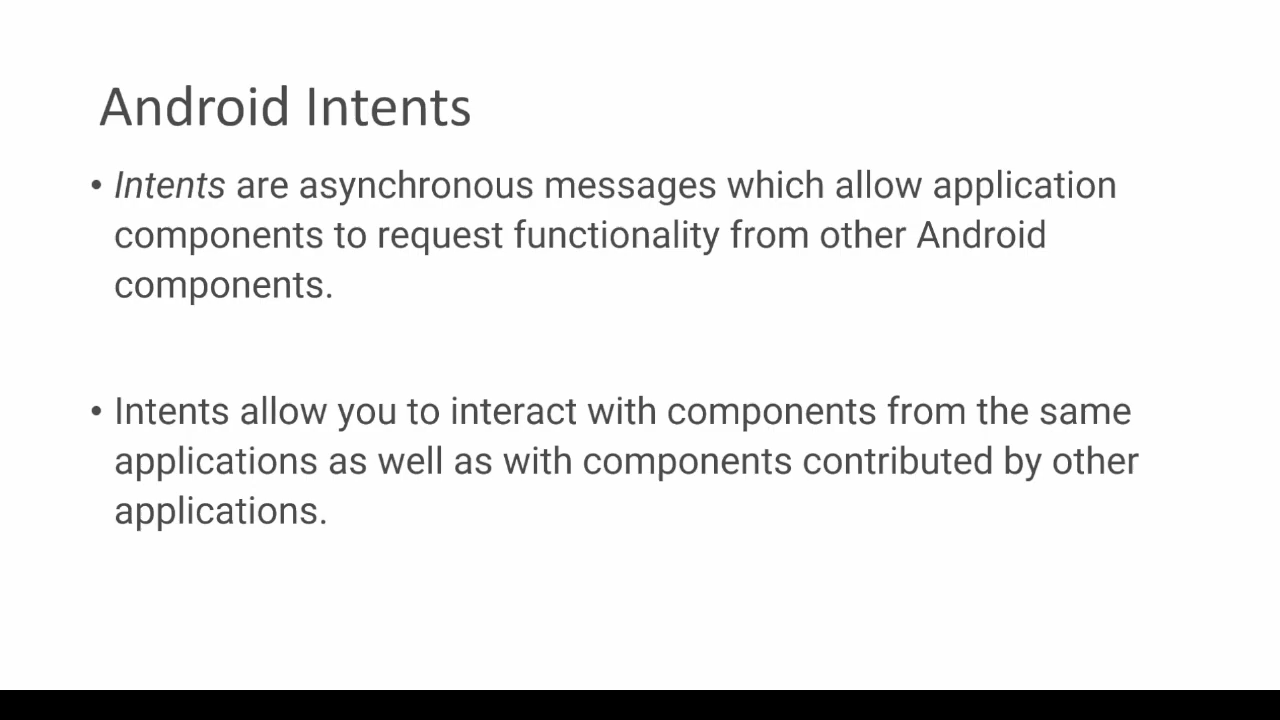 Android Intents
• Intents are asynchronous messages which allow application
components to request functionality from other Android
components.
• Intents allow you to interact with components from the same
applications as well as with components contributed by other
applications.